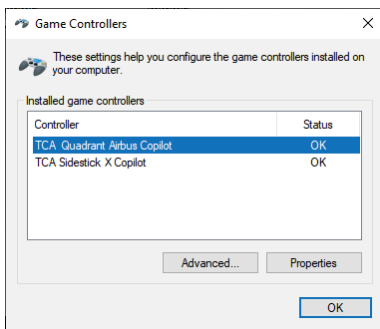 Game Controllers
These settings help you configure the game controllers installed on
your computer.
Installed game controllers
Controller Status
TCA Quadrant Airbus Copilot OK
TCA Sidestick X Copilot OK
Advanced... Properties
OK